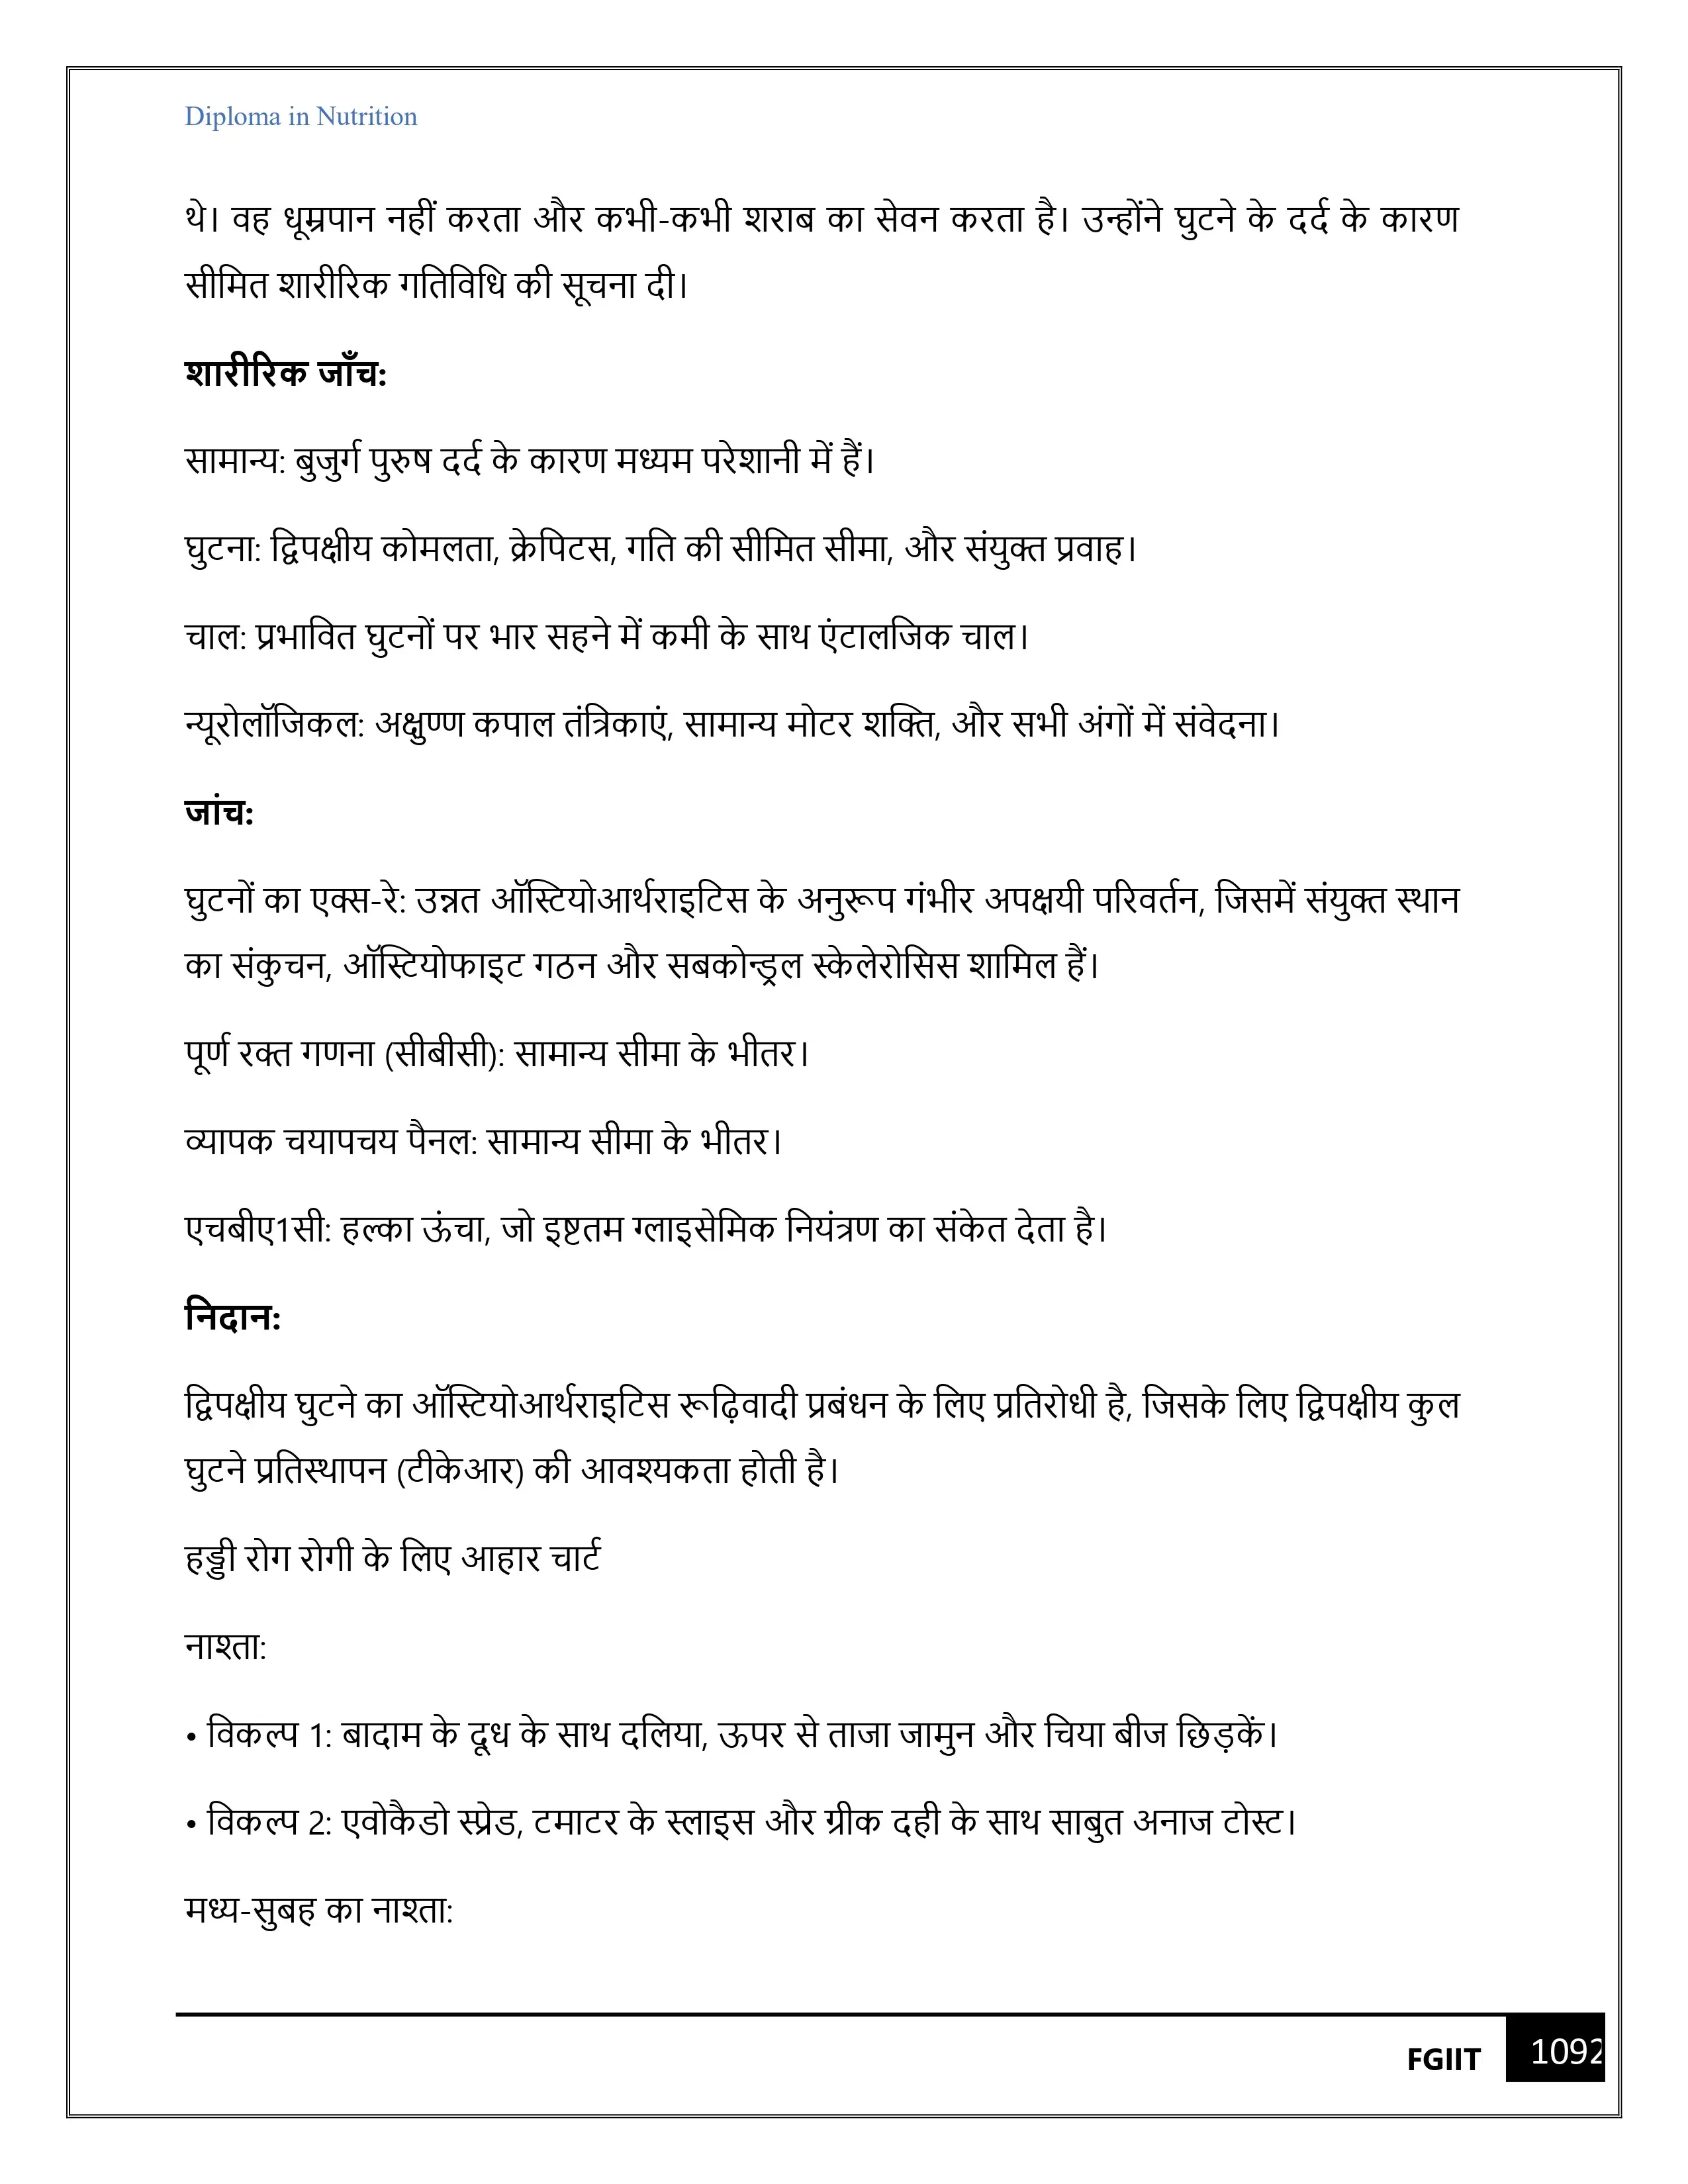 Diploma in Nutrition
थे। वह धूम्रपान नहीं करता और कभी-कभी शराब का सेवन करता है। उन्होंने घुटने के दर्द के कारण
सीमित शारीरिक गतिविधि की सूचना दी।
शारीरिक जाँच:
सामान्य: बुजुर्ग पुरुष दर्द के कारण मध्यम परेशानी में हैं।
घुटना: द्विपक्षीय कोमलता, क्रेपिटस, गति की सीमित सीमा, और संयुक्त प्रवाह।
चाल: प्रभावित घुटनों पर भार सहने में कमी के साथ एंटालजिक चाल।
न्यूरोलॉजिकल: अक्षुण्ण कपाल तंत्रिकाएं, सामान्य मोटर शक्ति, और सभी अंगों में संवेदना।
जांच:
घुटनों का एक्स-रे: उन्नत ऑस्टियोआर्थराइटिस के अनुरूप गंभीर अपक्षयी परिवर्तन, जिसमें संयुक्त स्थान
का संकुचन, ऑस्टियोफाइट गठन और सबकोन्ड्रल स्केलेरोसिस शामिल हैं।
पूर्ण रक्त गणना (सीबीसी): सामान्य सीमा के भीतर।
व्यापक चयापचय पैनल: सामान्य सीमा के भीतर।
एचबीए1सी: हल्का ऊंचा, जो इष्टतम ग्लाइसेमिक नियंत्रण का संकेत देता है।
निदान:
द्विपक्षीय घुटने का ऑस्टियोआर्थराइटिस रूढ़िवादी प्रबंधन के लिए प्रतिरोधी है, जिसके लिए द्विपक्षीय कुल
घुटने प्रतिस्थापन (टीकेआर) की आवश्यकता होती है।
हड्डी रोग रोगी के लिए आहार चार्ट
नाश्ता:
• विकल्प 1: बादाम के दूध के साथ दलिया, ऊपर से ताजा जामुन और चिया बीज छिड़कें।
• विकल्प 2: एवोकैडो स्प्रेड, टमाटर के स्लाइस और ग्रीक दही के साथ साबुत अनाज टोस्ट।
मध्य-सुबह का नाश्ता:
FGIIT 1092